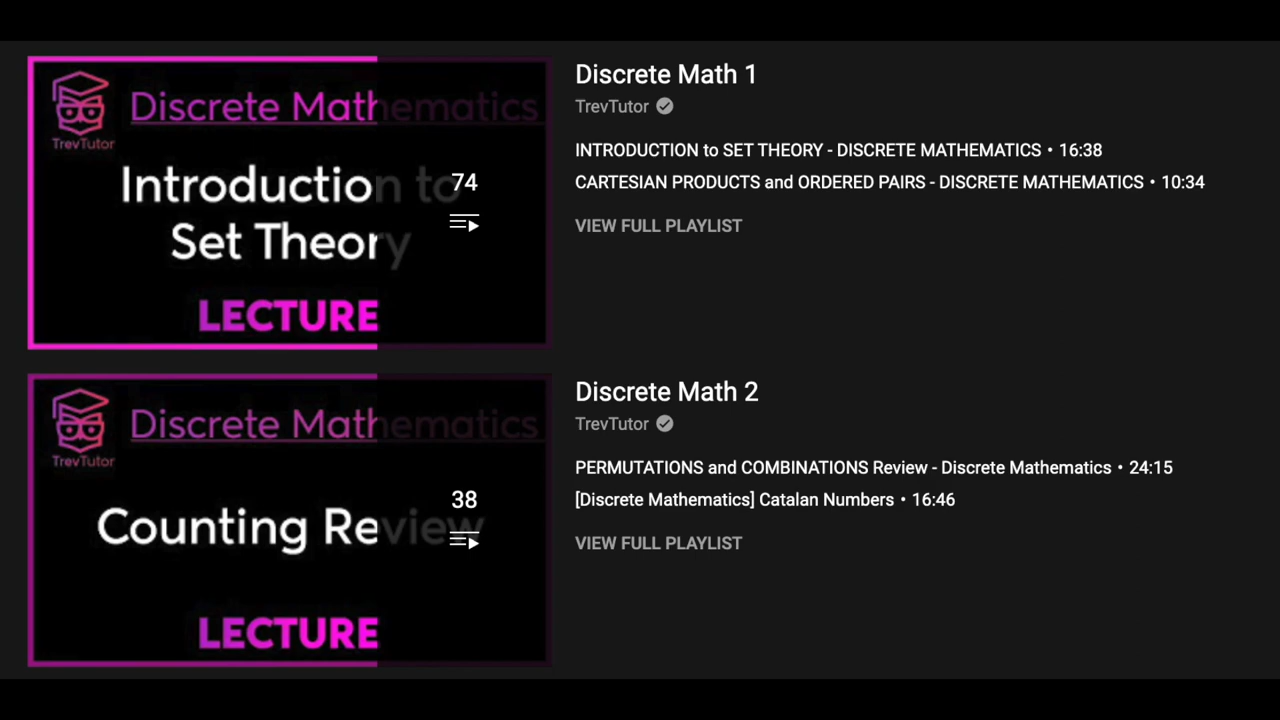 Discrete Mathematics
TrevTutor
Introduction to
Set Theory
LECTURE
74
Discrete Math 1
TrevTutor
INTRODUCTION to SET THEORY - DISCRETE MATHEMATICS • 16:38
CARTESIAN PRODUCTS and ORDERED PAIRS - DISCRETE MATHEMATICS • 10:34
VIEW FULL PLAYLIST
Discrete Mathematics
TrevTutor
Counting Review
LECTURE
38
Discrete Math 2
TrevTutor
PERMUTATIONS and COMBINATIONS Review - Discrete Mathematics • 24:15
[Discrete Mathematics] Catalan Numbers • 16:46
VIEW FULL PLAYLIST